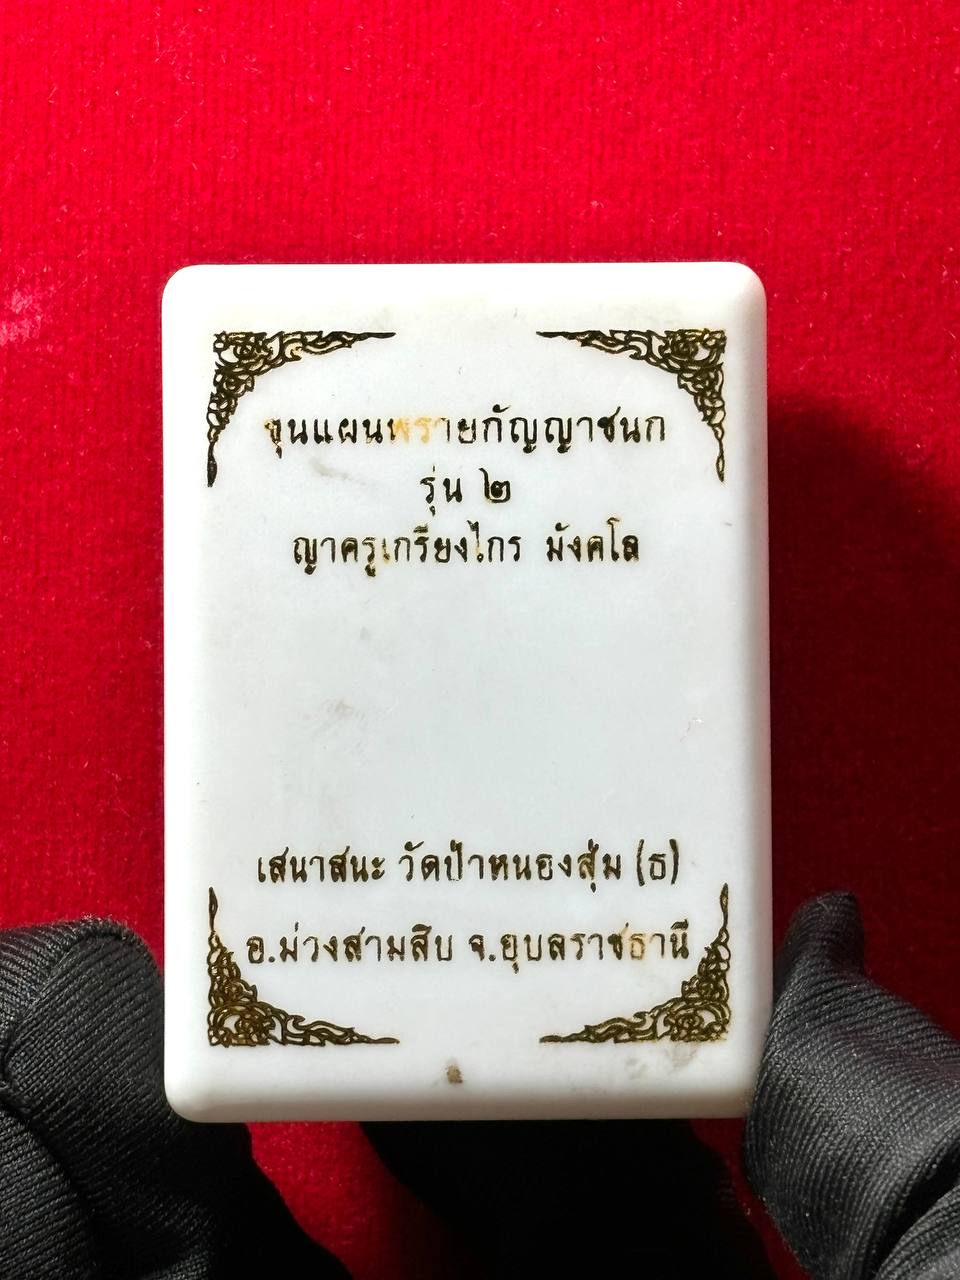 ขุนแผนพรายกัญญาชนก
รุ่น ๒
ญาครูเกรียงไกร มังคโล
เสนาสนะ วัดป่าหนองสุ่ม (ธ)
อ.ม่วงสามสิบ จ.อุบลราชธานี